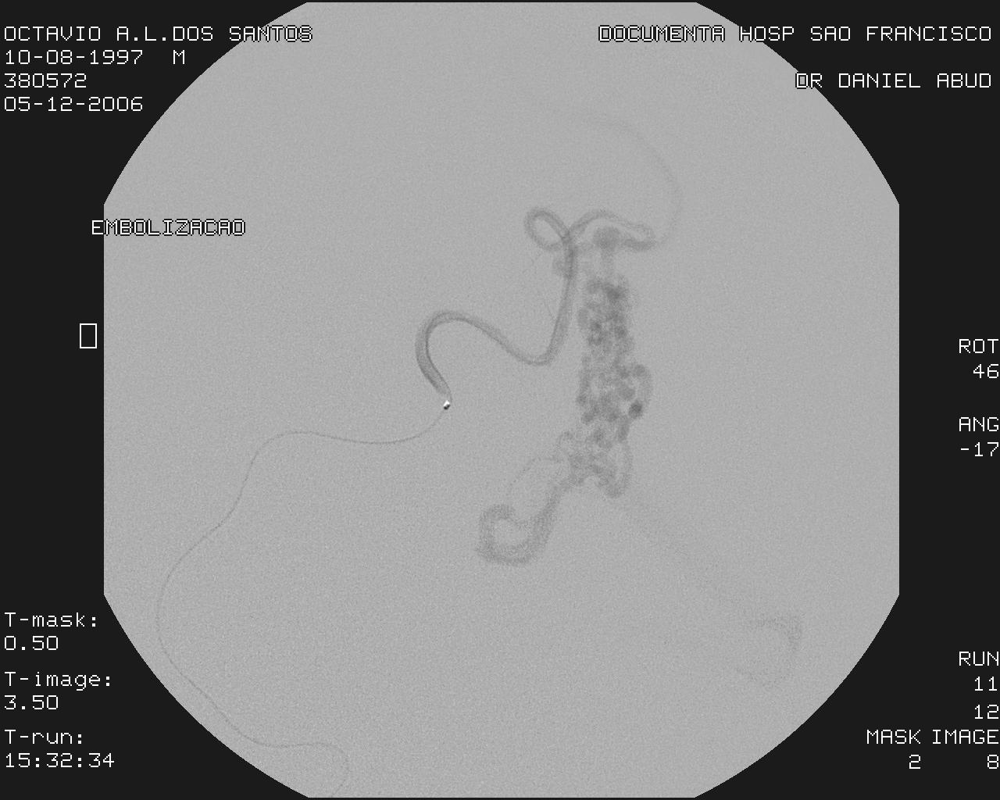 OCTAVIO A.L.DOS SANTOS
10-08-1997 M
380572
05-12-2006
DOCUMENTA HOSP SAO FRANCISCO
DR DANIEL ABUD
EMBOLIZACAO
ROT
46
ANG
-17
T-mask:
0.50
T-image:
3.50
T-run:
15:32:34
RUN
11
12
MASK IMAGE
2 8